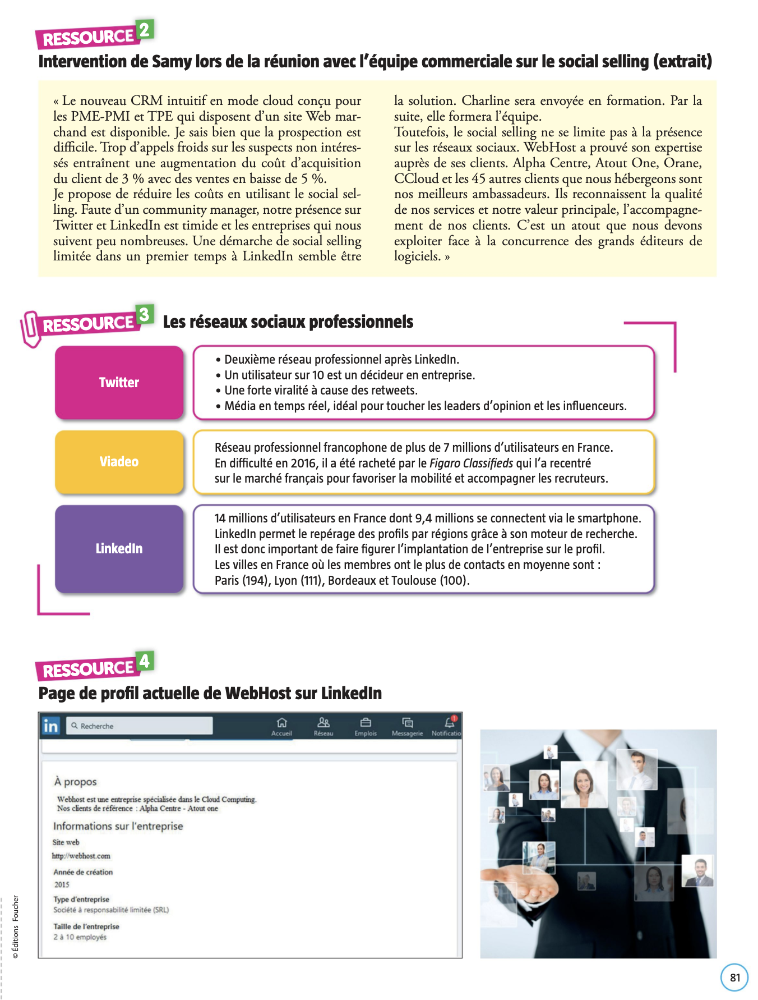 RESSOURCE 2
Intervention de Samy lors de la réunion avec l'équipe commerciale sur le social selling (extrait)
« Le nouveau CRM intuitif en mode cloud conçu pour
les PME-PMI et TPE qui disposent d'un site Web mar-
chand est disponible. Je sais bien que la prospection est
difficile. Trop d'appels froids sur les suspects non intéres-
sés entraînent une augmentation du coût d'acquisition
du client de 3 % avec des ventes en baisse de 5 %.
Je propose de réduire les coûts en utilisant le social sel-
ling. Faute d'un community manager, notre présence sur
Twitter et LinkedIn est timide et les entreprises qui nous
suivent peu nombreuses. Une démarche de social selling
limitée dans un premier temps à LinkedIn semble être
la solution. Charline sera envoyée en formation. Par la
suite, elle formera l'équipe.
Toutefois, le social selling ne se limite pas à la présence
sur les réseaux sociaux. WebHost a prouvé son expertise
auprès de ses clients. Alpha Centre, Atout One, Orane,
CCloud et les 45 autres clients que nous hébergeons sont
nos meilleurs ambassadeurs. Ils reconnaissent la qualité
de nos services et notre valeur principale, l'accompagne-
ment de nos clients. C'est un atout que nous devons
exploiter face à la concurrence des grands éditeurs de
logiciels. »
RESSOURCE 3
Les réseaux sociaux professionnels
Twitter
• Deuxième réseau professionnel après LinkedIn.
• Un utilisateur sur 10 est un décideur en entreprise.
• Une forte viralité à cause des retweets.
• Média en temps réel, idéal pour toucher les leaders d'opinion et les influenceurs.
Viadeo
Réseau professionnel francophone de plus de 7 millions d'utilisateurs en France.
En difficulté en 2016, il a été racheté par le Figaro Classifieds qui l'a recentré
sur le marché français pour favoriser la mobilité et accompagner les recruteurs.
LinkedIn
14 millions d'utilisateurs en France dont 9,4 millions se connectent via le smartphone.
LinkedIn permet le repérage des profils par régions grâce à son moteur de recherche.
Il est donc important de faire figurer l'implantation de l'entreprise sur le profil.
Les villes en France où les membres ont le plus de contacts en moyenne sont :
Paris (194), Lyon (111), Bordeaux et Toulouse (100).
RESSOURCE 4
Page de profil actuelle de WebHost sur LinkedIn
in
Recherche
Accueil
Réseau
Emplois
Messagerie
1
Notificatio
À propos
Webhost est une entreprise spécialisée dans le Cloud Computing.
Nos clients de référence : Alpha Centre - Atout one
Informations sur l'entreprise
Site web
http://webhost.com
Année de création
2015
Type d'entreprise
Société à responsabilité limitée (SRL)
Taille de l'entreprise
2 à 10 employés
© Éditions Foucher
81